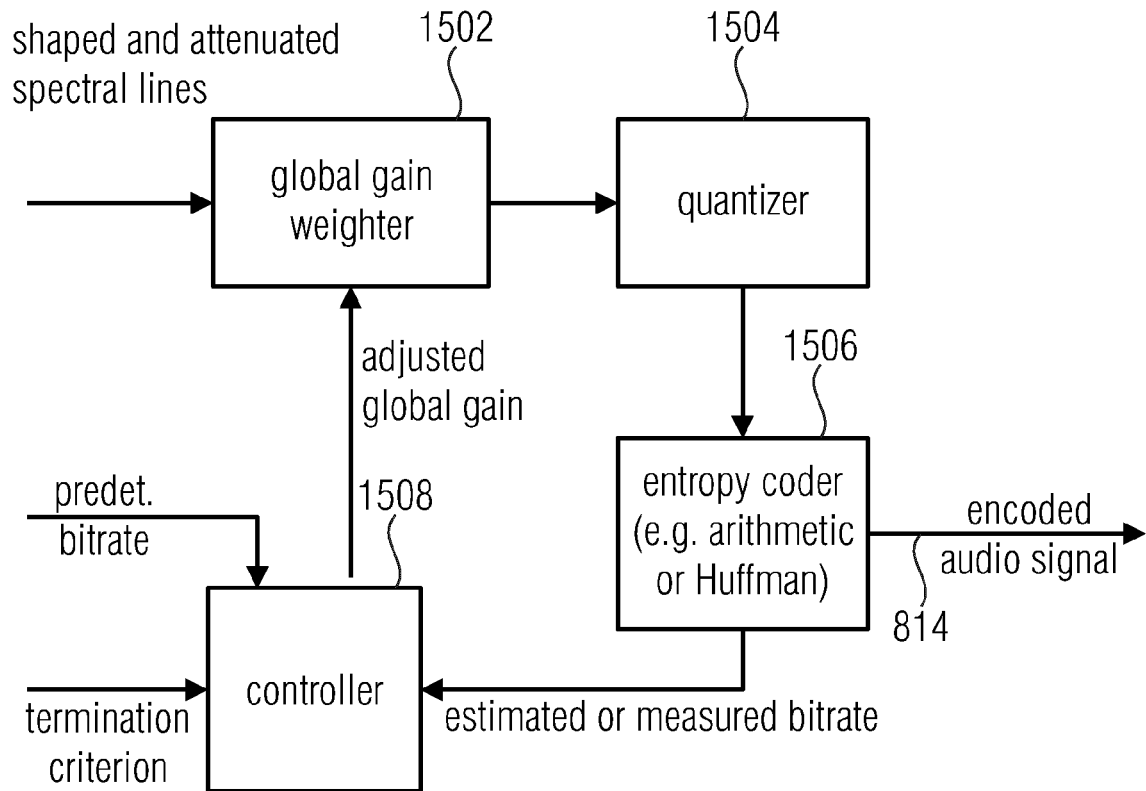 shaped and attenuated
spectral lines
1502
1504
global gain
weighter
quantizer
adjusted
global gain
1506
predet.
bitrate
1508
entropy coder
(e.g. arithmetic
or Huffman)
encoded
audio signal
814
controller
termination
criterion
estimated or measured bitrate